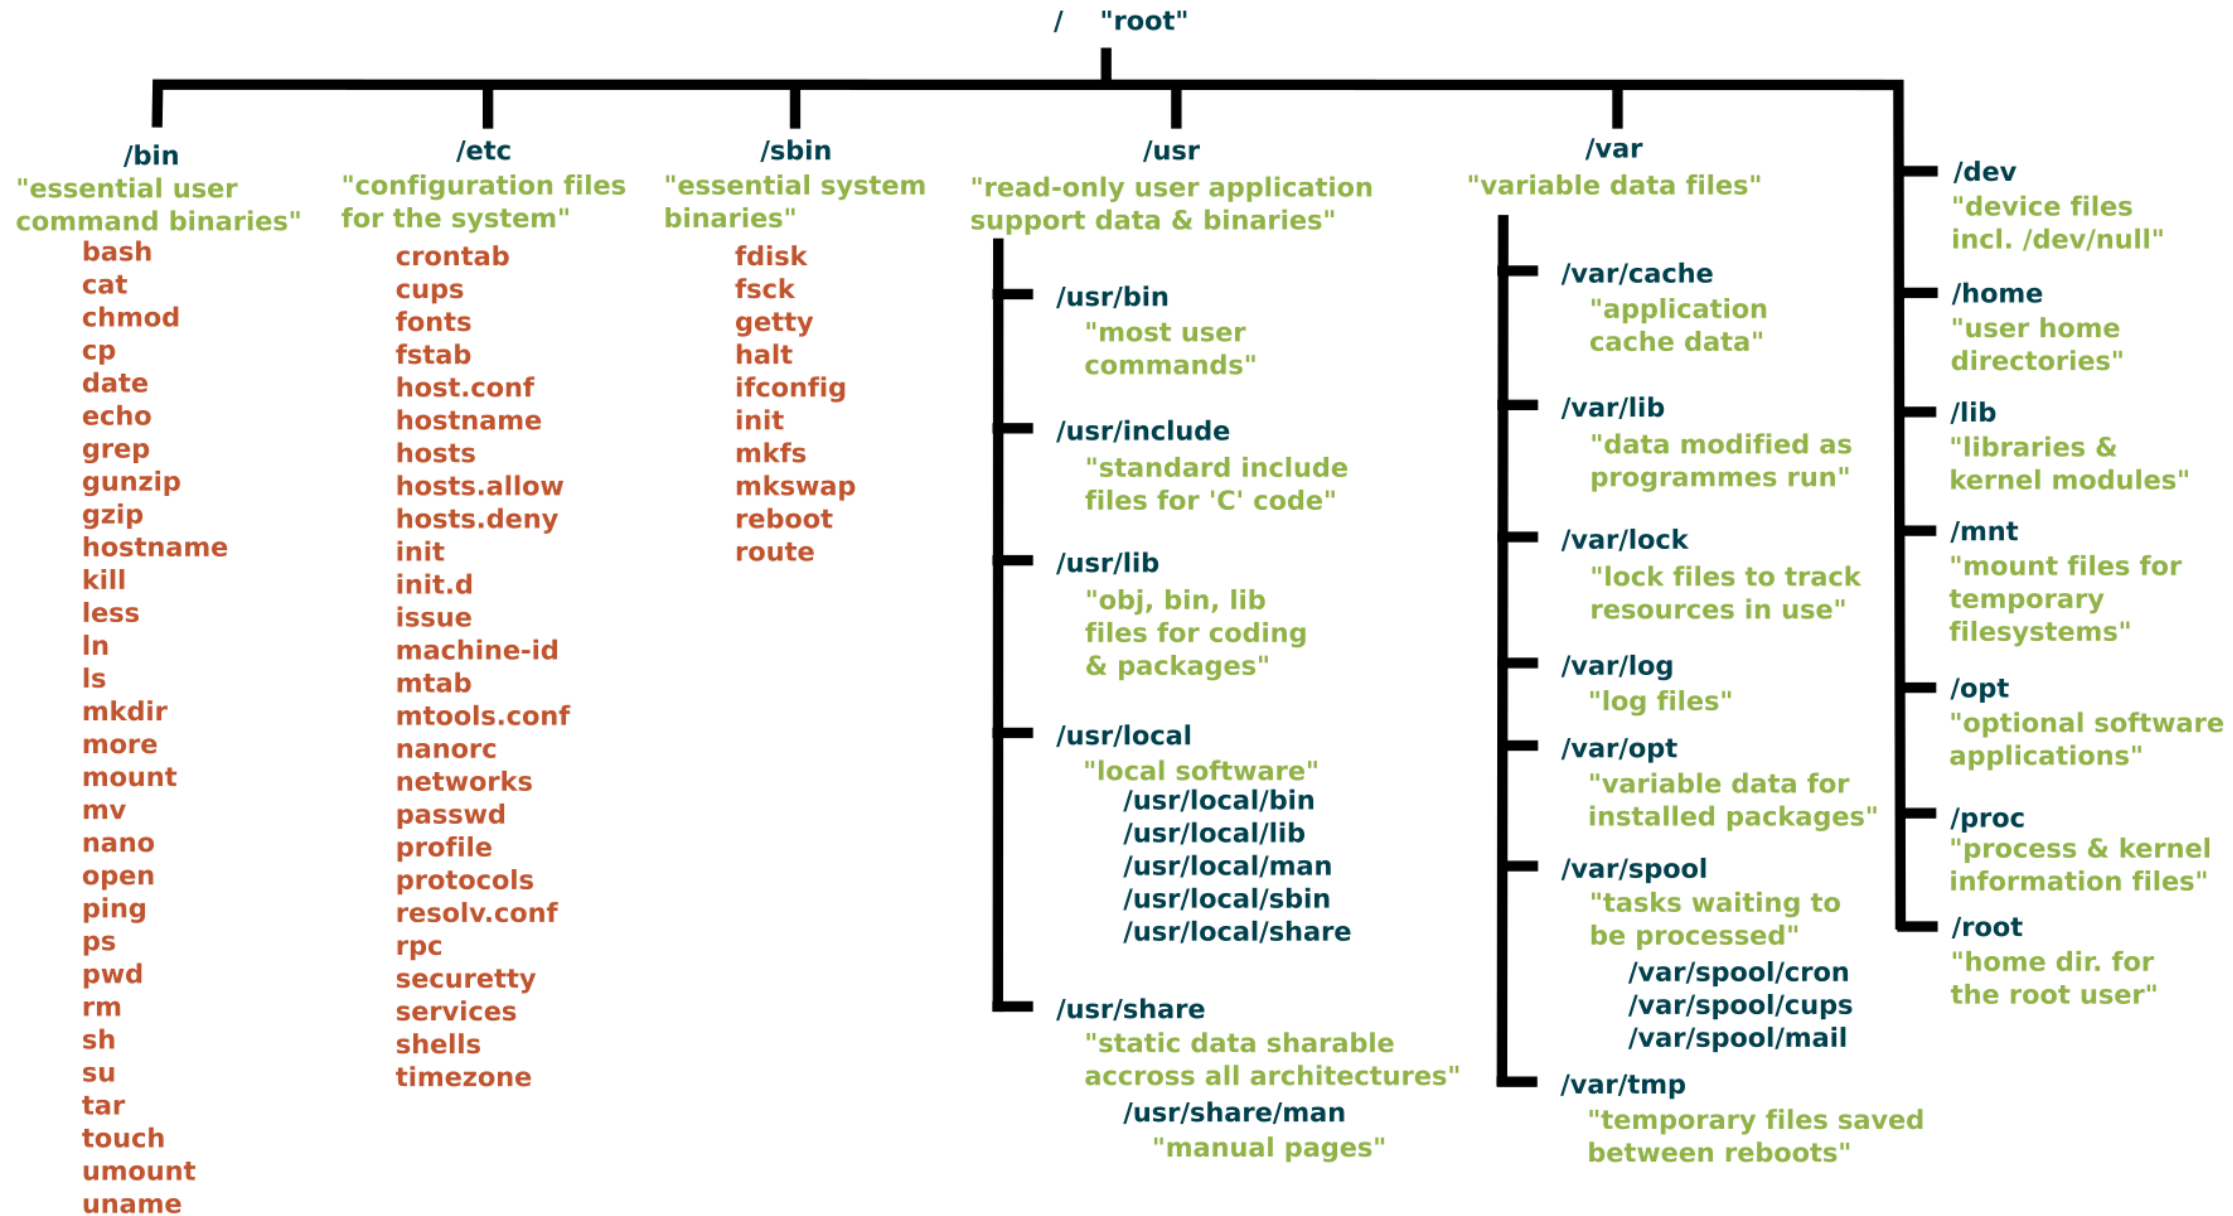 / "root"
/bin
"essential user
command binaries"
bash
cat
chmod
cp
date
echo
grep
gunzip
gzip
hostname
kill
less
ln
ls
mkdir
more
mount
mv
nano
open
ping
ps
pwd
rm
sh
su
tar
touch
umount
uname
/etc
"configuration files
for the system"
crontab
cups
fonts
fstab
host.conf
hostname
hosts
hosts.allow
hosts.deny
init
init.d
issue
machine-id
mtab
mtools.conf
nanorc
networks
passwd
profile
protocols
resolv.conf
rpc
securetty
services
shells
timezone
/sbin
"essential system
binaries"
fdisk
fsck
getty
halt
ifconfig
init
mkfs
mkswap
reboot
route
/usr
"read-only user application
support data & binaries"
/usr/bin
"most user
commands"
/usr/include
"standard include
files for 'C' code"
/usr/lib
"obj, bin, lib
files for coding
& packages"
/usr/local
"local software"
/usr/local/bin
/usr/local/lib
/usr/local/man
/usr/local/sbin
/usr/local/share
/usr/share
"static data sharable
accross all architectures"
/usr/share/man
"manual pages"
/var
"variable data files"
/var/cache
"application
cache data"
/var/lib
"data modified as
programmes run"
/var/lock
"lock files to track
resources in use"
/var/log
"log files"
/var/opt
"variable data for
installed packages"
/var/spool
"tasks waiting to
be processed"
/var/spool/cron
/var/spool/cups
/var/spool/mail
/var/tmp
"temporary files saved
between reboots"
/dev
"device files
incl. /dev/null"
/home
"user home
directories"
/lib
"libraries &
kernel modules"
/mnt
"mount files for
temporary
filesystems"
/opt
"optional software
applications"
/proc
"process & kernel
information files"
/root
"home dir. for
the root user"